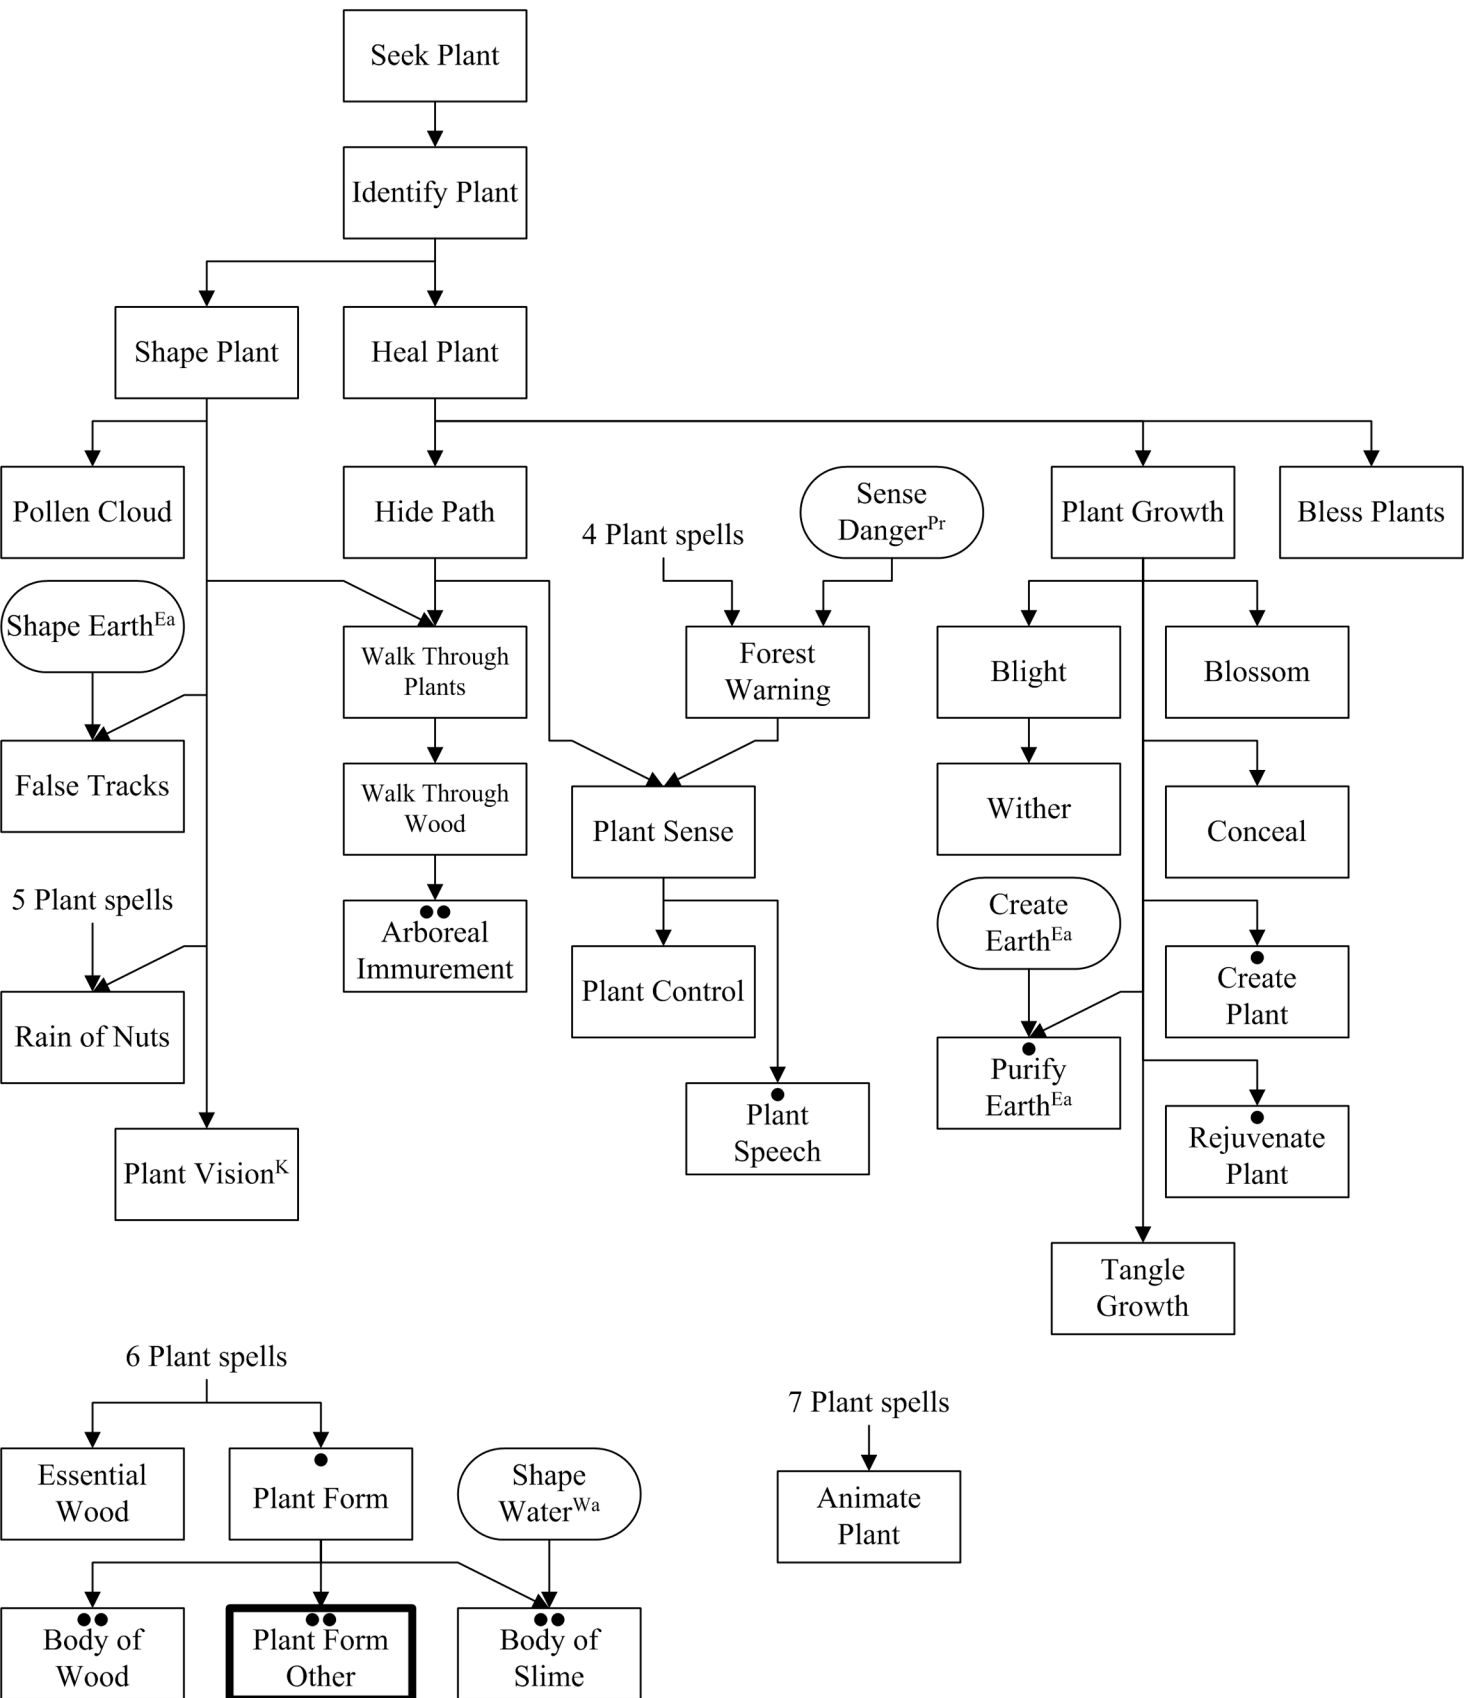 Seek Plant
Identify Plant
Shape Plant
Heal Plant
Pollen Cloud
Hide Path
4 Plant spells
Sense
Danger^Pr
Plant Growth
Bless Plants
Shape Earth^Ea
Walk Through
Plants
Forest
Warning
Blight
Blossom
False Tracks
Walk Through
Wood
Plant Sense
Wither
Conceal
5 Plant spells
Arboreal
Immurement
Create
Earth^Ea
Rain of Nuts
Plant Control
Create
Plant
Purify
Earth^Ea
Plant
Speech
Plant Vision^K
Rejuvenate
Plant
Tangle
Growth
6 Plant spells
7 Plant spells
Essential
Wood
Plant Form
Shape
Water^Wa
Animate
Plant
Body of
Wood
Plant Form
Other
Body of
Slime